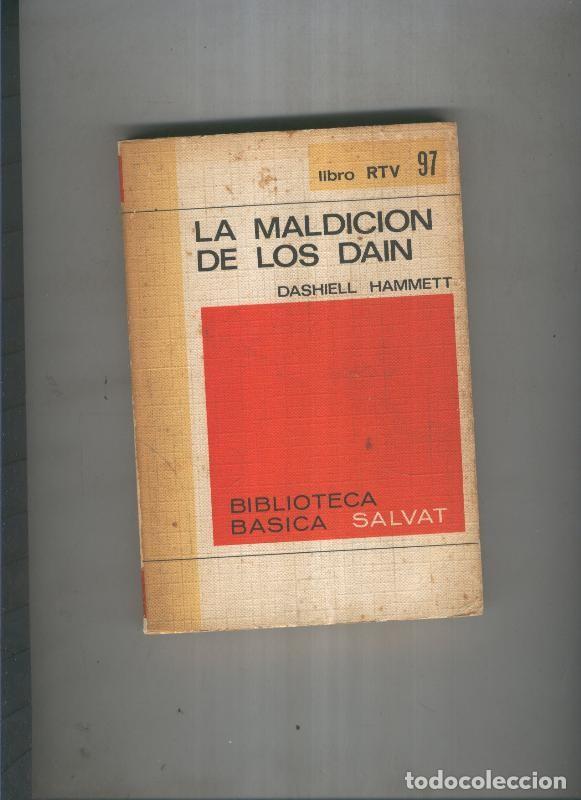 libro RTV 97
LA MALDICION
DE LOS DAIN
DASHIELL HAMMETT
BIBLIOTECA
BASICA SALVAT
todocoleccion